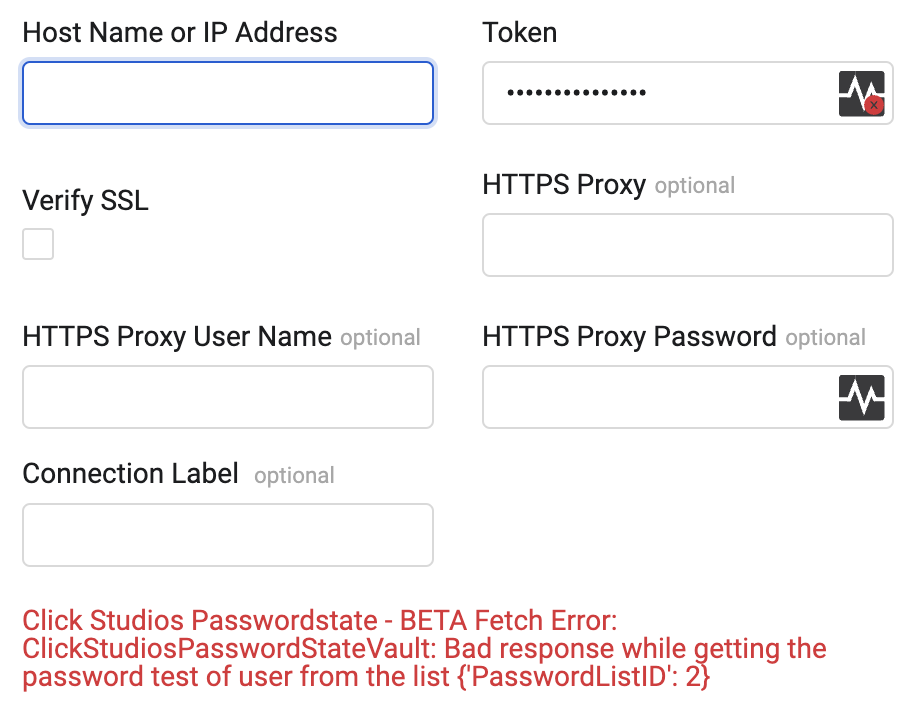 Host Name or IP Address
Token
•••••••••••••••
Verify SSL
HTTPS Proxy optional
HTTPS Proxy User Name optional
HTTPS Proxy Password optional
Connection Label optional
Click Studios Passwordstate - BETA Fetch Error:
ClickStudiosPasswordStateVault: Bad response while getting the
password test of user from the list {'PasswordListID': 2}